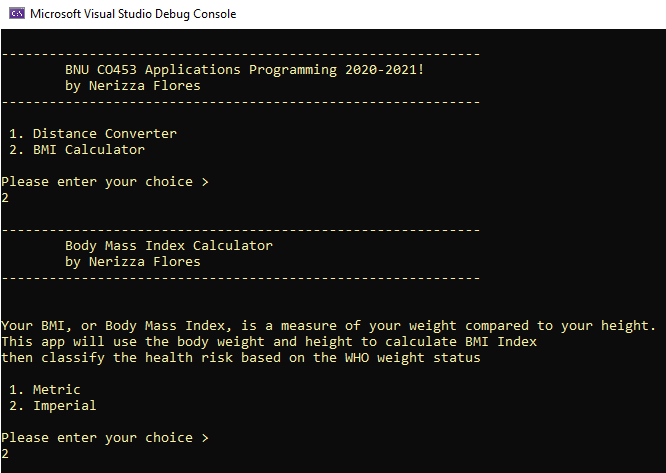 Microsoft Visual Studio Debug Console
------------------------------------------------------------
BNU CO453 Applications Programming 2020-2021!
by Nerizza Flores
------------------------------------------------------------
1. Distance Converter
2. BMI Calculator
Please enter your choice >
2
------------------------------------------------------------
Body Mass Index Calculator
by Nerizza Flores
------------------------------------------------------------
Your BMI, or Body Mass Index, is a measure of your weight compared to your height.
This app will use the body weight and height to calculate BMI Index
then classify the health risk based on the WHO weight status
1. Metric
2. Imperial
Please enter your choice >
2